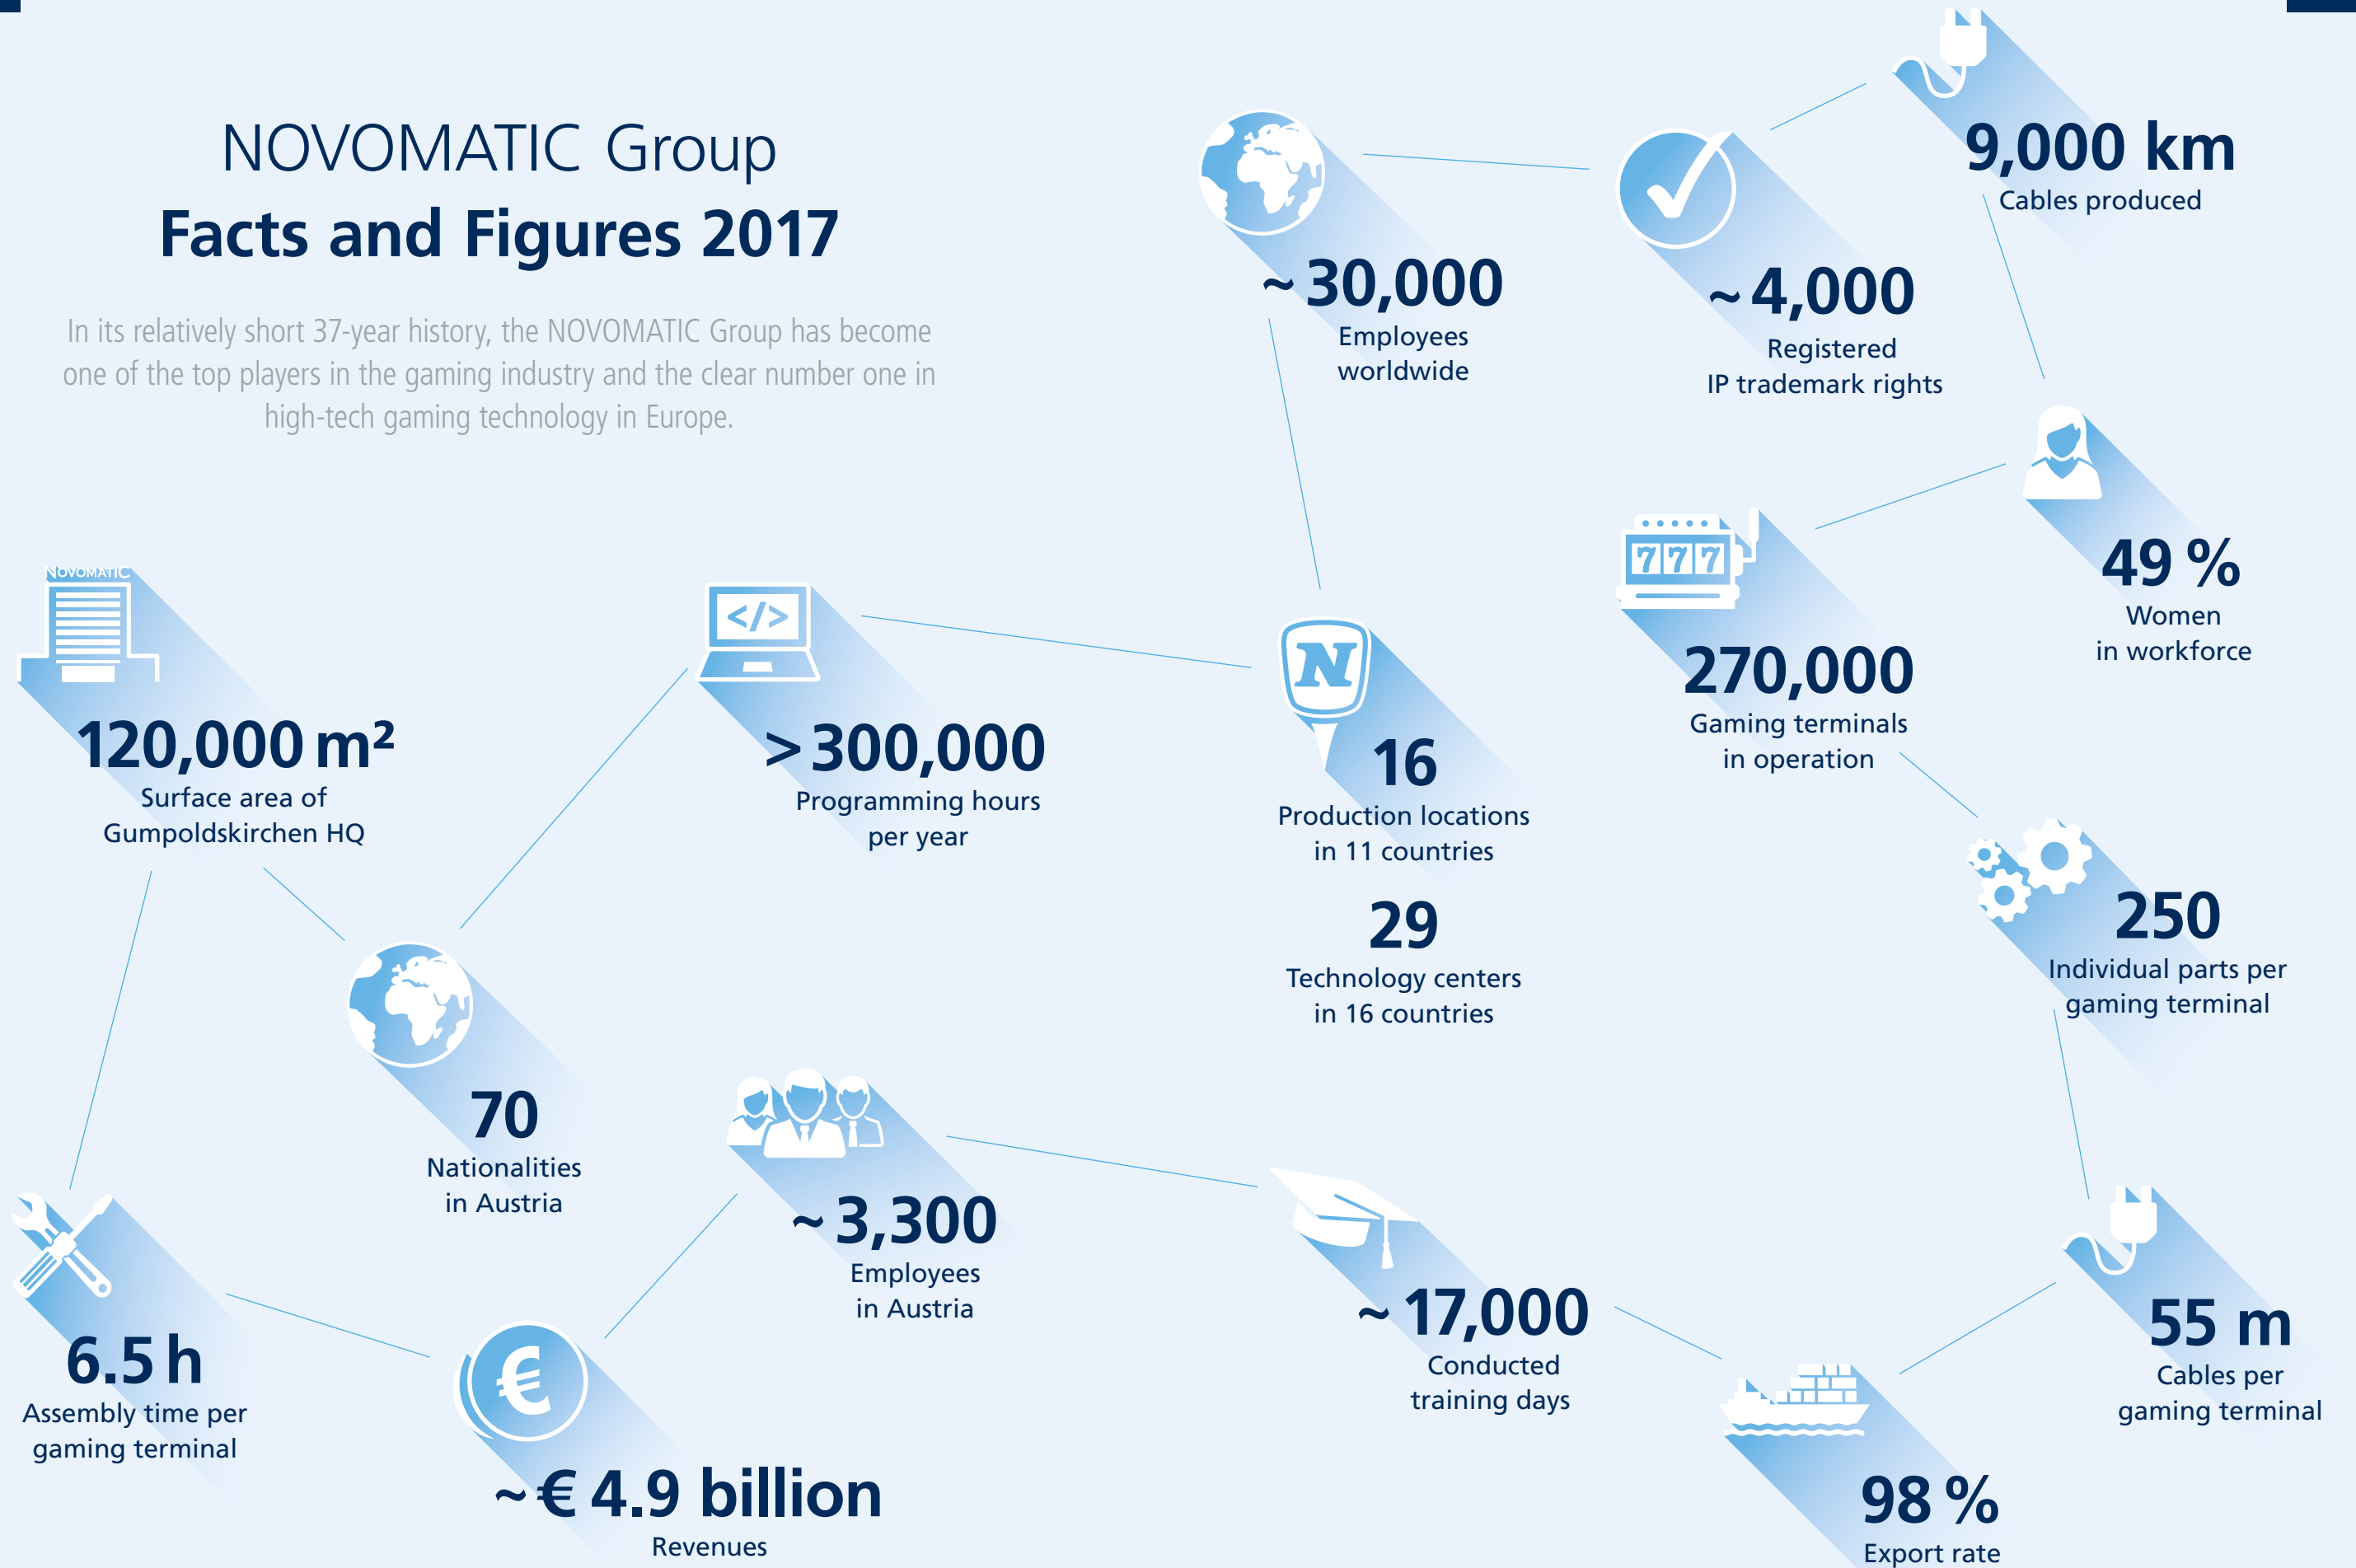 NOVOMATIC Group
Facts and Figures 2017
In its relatively short 37-year history, the NOVOMATIC Group has become
one of the top players in the gaming industry and the clear number one in
high-tech gaming technology in Europe.
~ 30,000
Employees
worldwide
~ 4,000
Registered
IP trademark rights
9,000 km
Cables produced
49 %
Women
in workforce
777
270,000
Gaming terminals
in operation
NOVOMATIC
120,000 m²
Surface area of
Gumpoldskirchen HQ
</>
> 300,000
Programming hours
per year
N
16
Production locations
in 11 countries
29
Technology centers
in 16 countries
250
Individual parts per
gaming terminal
70
Nationalities
in Austria
~ 3,300
Employees
in Austria
~ 17,000
Conducted
training days
55 m
Cables per
gaming terminal
6.5 h
Assembly time per
gaming terminal
€
~ € 4.9 billion
Revenues
98 %
Export rate